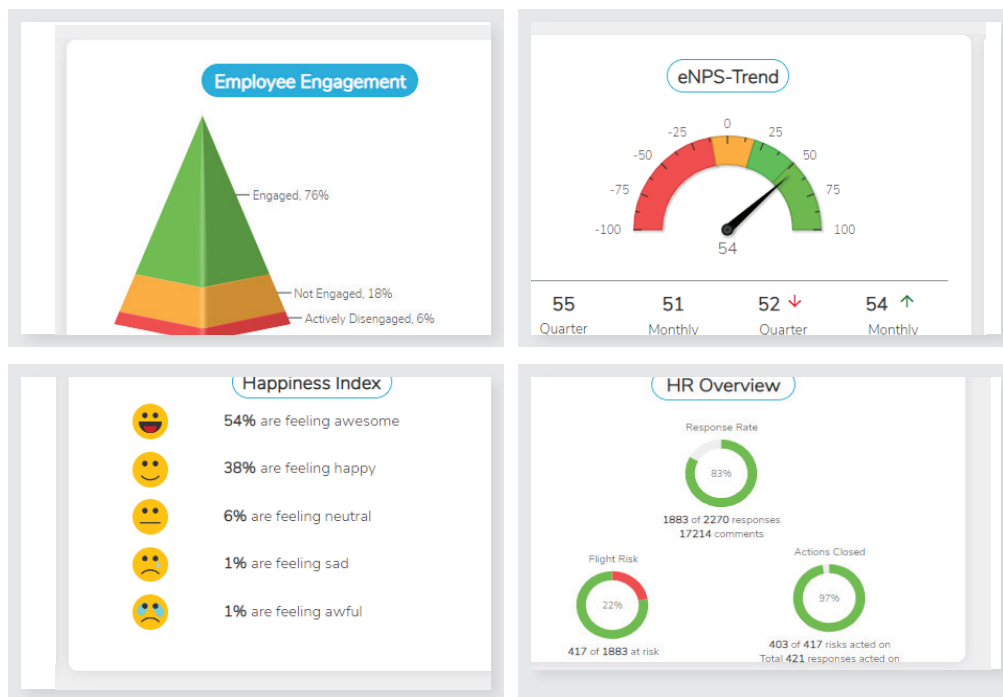 Employee Engagement
Engaged, 76%
Not Engaged, 18%
Actively Disengaged, 6%
eNPS-Trend
-100
-75
-50
-25
0
25
50
75
100
54
55
51
52
54
Quarter
Monthly
Quarter
Monthly
Happiness Index
54% are feeling awesome
38% are feeling happy
6% are feeling neutral
1% are feeling sad
1% are feeling awful
HR Overview
Response Rate
83%
1883 of 2270 responses
17214 comments
Flight Risk
22%
417 of 1883 at risk
Actions Closed
97%
403 of 417 risks acted on
Total 421 responses acted on